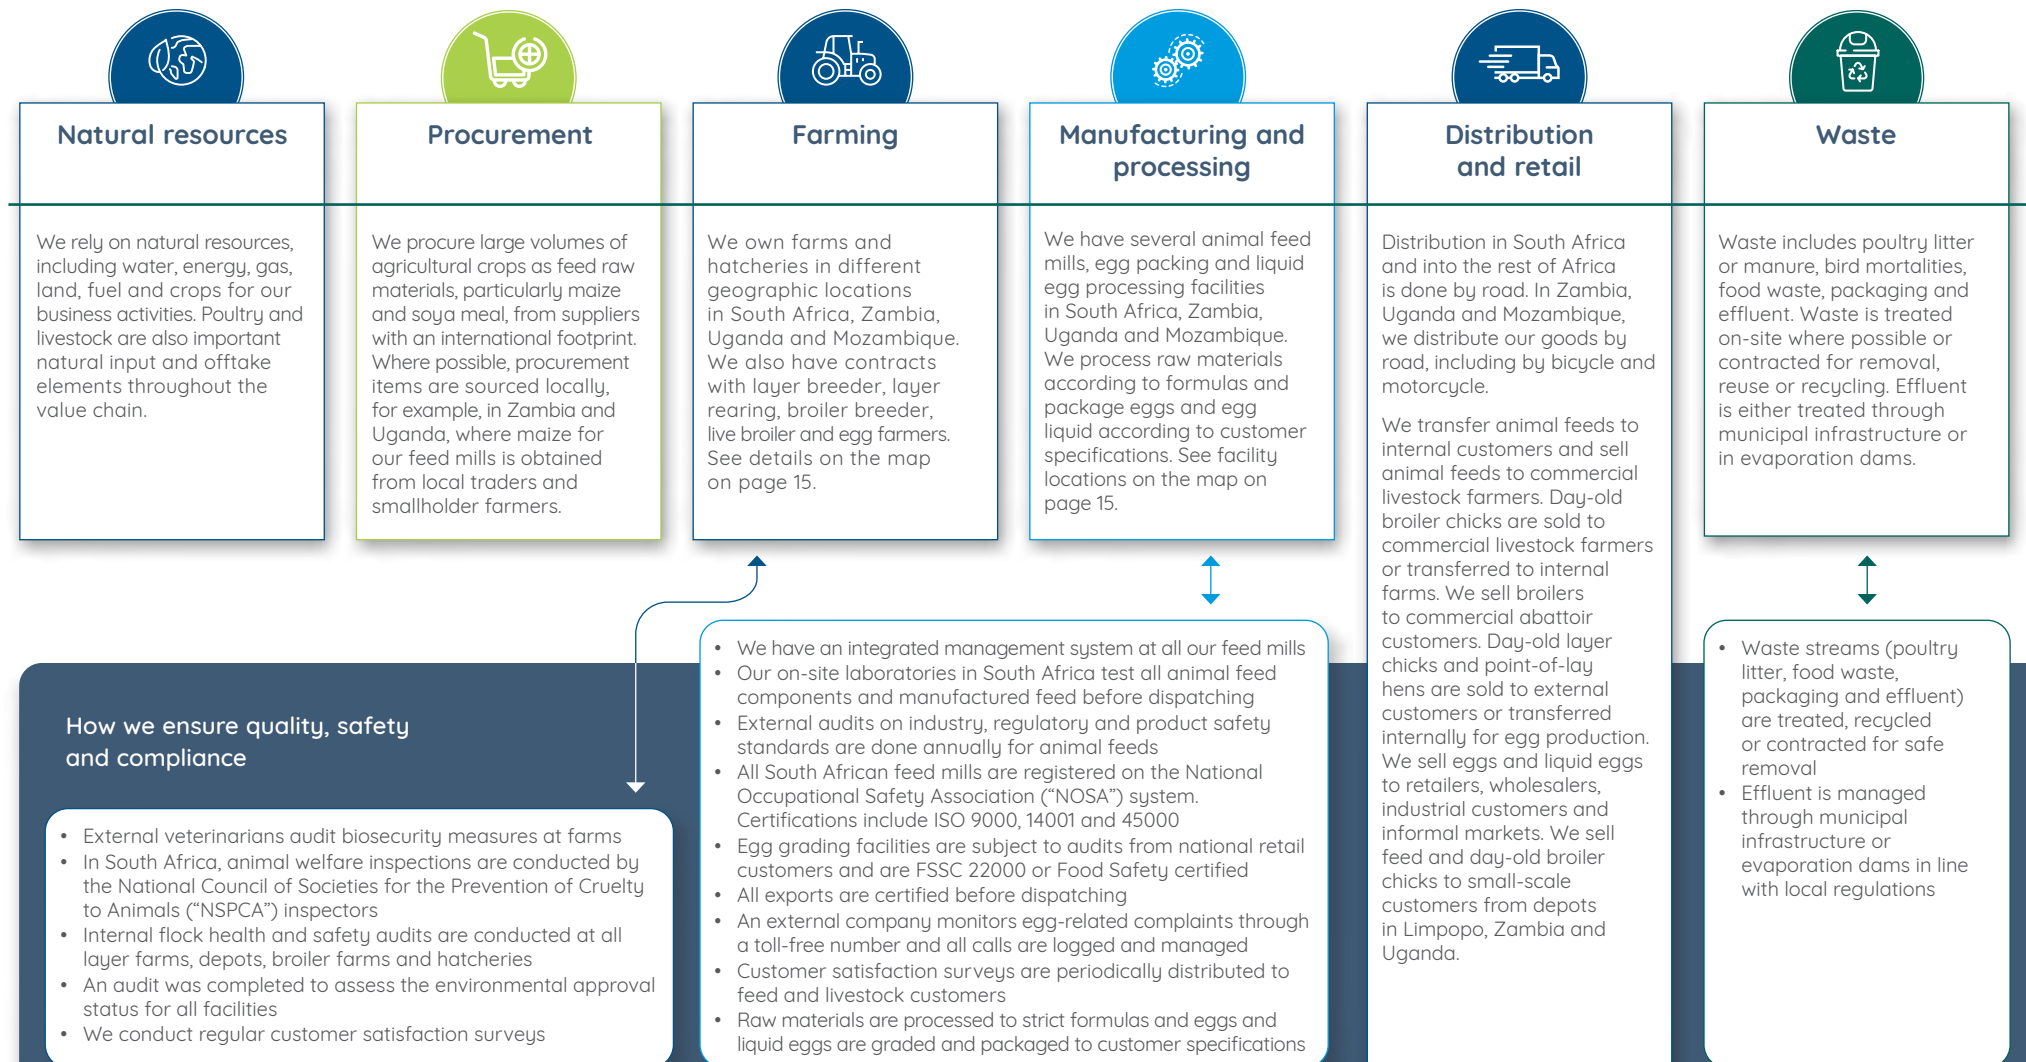 Natural resources
We rely on natural resources,
including water, energy, gas,
land, fuel and crops for our
business activities. Poultry and
livestock are also important
natural input and offtake
elements throughout the
value chain.
Procurement
We procure large volumes of
agricultural crops as feed raw
materials, particularly maize
and soya meal, from suppliers
with an international footprint.
Where possible, procurement
items are sourced locally,
for example, in Zambia and
Uganda, where maize for
our feed mills is obtained
from local traders and
smallholder farmers.
Farming
We own farms and
hatcheries in different
geographic locations
in South Africa, Zambia,
Uganda and Mozambique.
We also have contracts
with layer breeder, layer
rearing, broiler breeder,
live broiler and egg farmers.
See details on the map
on page 15.
Manufacturing and
processing
We have several animal feed
mills, egg packing and liquid
egg processing facilities
in South Africa, Zambia,
Uganda and Mozambique.
We process raw materials
according to formulas and
package eggs and egg
liquid according to customer
specifications. See facility
locations on the map on
page 15.
Distribution
and retail
Distribution in South Africa
and into the rest of Africa
is done by road. In Zambia,
Uganda and Mozambique,
we distribute our goods by
road, including by bicycle and
motorcycle.
We transfer animal feeds to
internal customers and sell
animal feeds to commercial
livestock farmers. Day-old
broiler chicks are sold to
commercial livestock farmers
or transferred to internal
farms. We sell broilers
to commercial abattoir
customers. Day-old layer
chicks and point-of-lay
hens are sold to external
customers or transferred
internally for egg production.
We sell eggs and liquid eggs
to retailers, wholesalers,
industrial customers and
informal markets. We sell
feed and day-old broiler
chicks to small-scale
customers from depots
in Limpopo, Zambia and
Uganda.
Waste
Waste includes poultry litter
or manure, bird mortalities,
food waste, packaging and
effluent. Waste is treated
on-site where possible or
contracted for removal,
reuse or recycling. Effluent
is either treated through
municipal infrastructure or
in evaporation dams.
How we ensure quality, safety
and compliance
• External veterinarians audit biosecurity measures at farms
• In South Africa, animal welfare inspections are conducted by
the National Council of Societies for the Prevention of Cruelty
to Animals (“NSPCA”) inspectors
• Internal flock health and safety audits are conducted at all
layer farms, depots, broiler farms and hatcheries
• An audit was completed to assess the environmental approval
status for all facilities
• We conduct regular customer satisfaction surveys
• We have an integrated management system at all our feed mills
• Our on-site laboratories in South Africa test all animal feed
components and manufactured feed before dispatching
• External audits on industry, regulatory and product safety
standards are done annually for animal feeds
• All South African feed mills are registered on the National
Occupational Safety Association (“NOSA”) system.
Certifications include ISO 9000, 14001 and 45000
• Egg grading facilities are subject to audits from national retail
customers and are FSSC 22000 or Food Safety certified
• All exports are certified before dispatching
• An external company monitors egg-related complaints through
a toll-free number and all calls are logged and managed
• Customer satisfaction surveys are periodically distributed to
feed and livestock customers
• Raw materials are processed to strict formulas and eggs and
liquid eggs are graded and packaged to customer specifications
• Waste streams (poultry
litter, food waste,
packaging and effluent)
are treated, recycled
or contracted for safe
removal
• Effluent is managed
through municipal
infrastructure or
evaporation dams in line
with local regulations